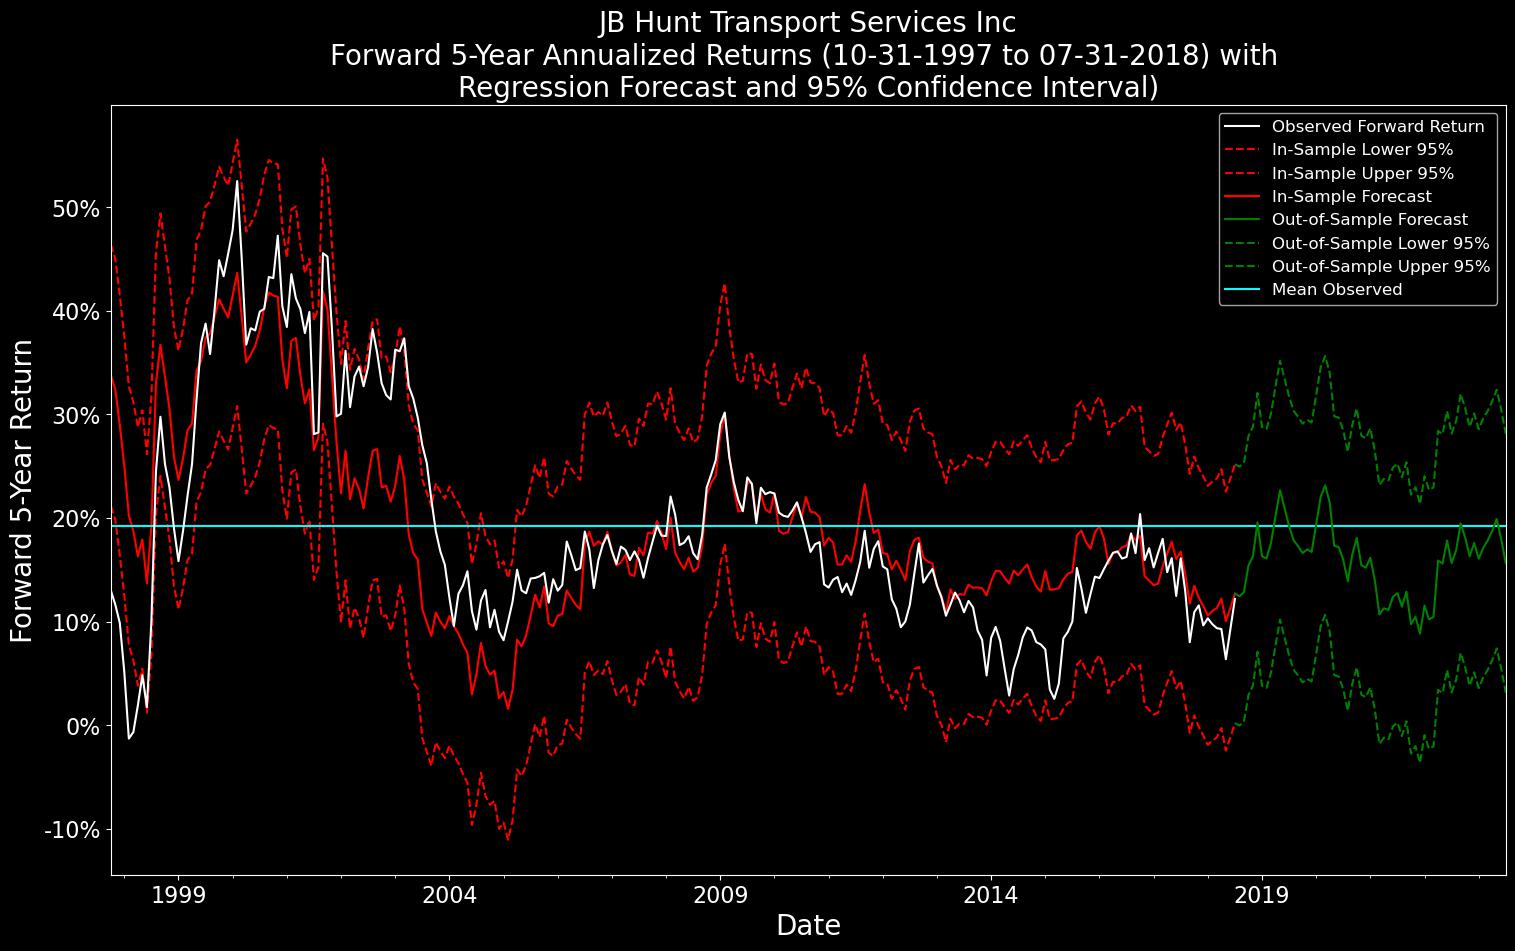 JB Hunt Transport Services Inc
Forward 5-Year Annualized Returns (10-31-1997 to 07-31-2018) with
Regression Forecast and 95% Confidence Interval)
Observed Forward Return
In-Sample Lower 95%
In-Sample Upper 95%
In-Sample Forecast
Out-of-Sample Forecast
Out-of-Sample Lower 95%
Out-of-Sample Upper 95%
Mean Observed
Forward 5-Year Return
50%
40%
30%
20%
10%
0%
-10%
1999
2004
2009
2014
2019
Date